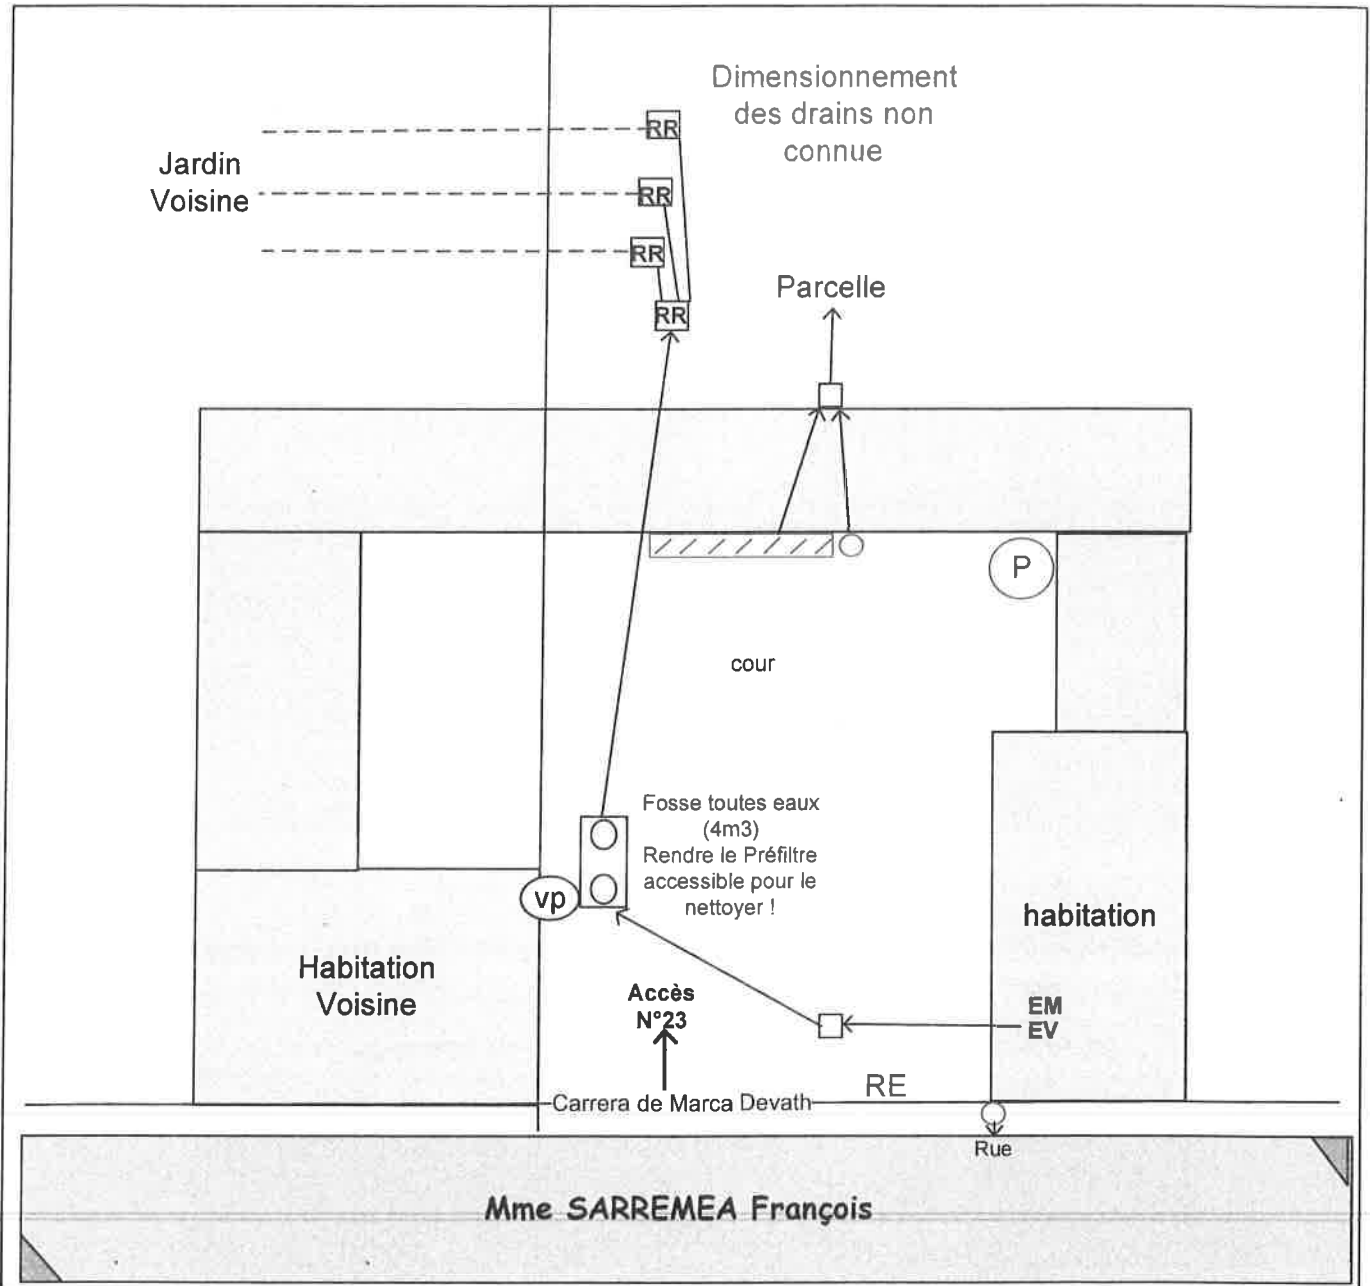 Dimensionnement
des drains non
connue
RR
Jardin
Voisine
RR
RR
RR
Parcelle
P
cour
Fosse toutes eaux
(4m3)
Rendre le Préfiltre
accessible pour le
nettoyer !
vp
habitation
Habitation
Voisine
Accès
N°23
EM
EV
RE
Carrera de Marca Devath
Rue
Mme SARREMEA François